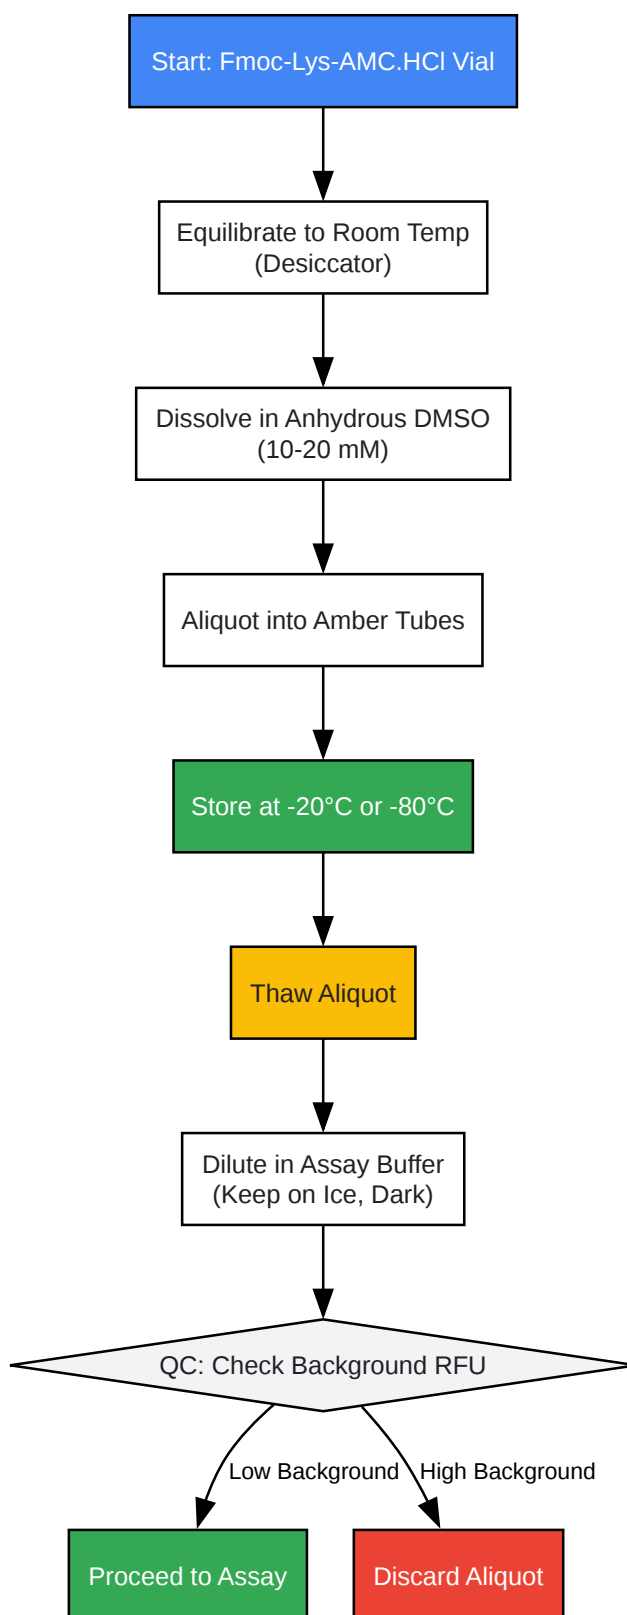 Start: Fmoc-Lys-AMC.HCl Vial
Equilibrate to Room Temp
(Desiccator)
Dissolve in Anhydrous DMSO
(10-20 mM)
Aliquot into Amber Tubes
Store at -20°C or -80°C
Thaw Aliquot
Dilute in Assay Buffer
(Keep on Ice, Dark)
QC: Check Background RFU
Low Background
High Background
Proceed to Assay
Discard Aliquot